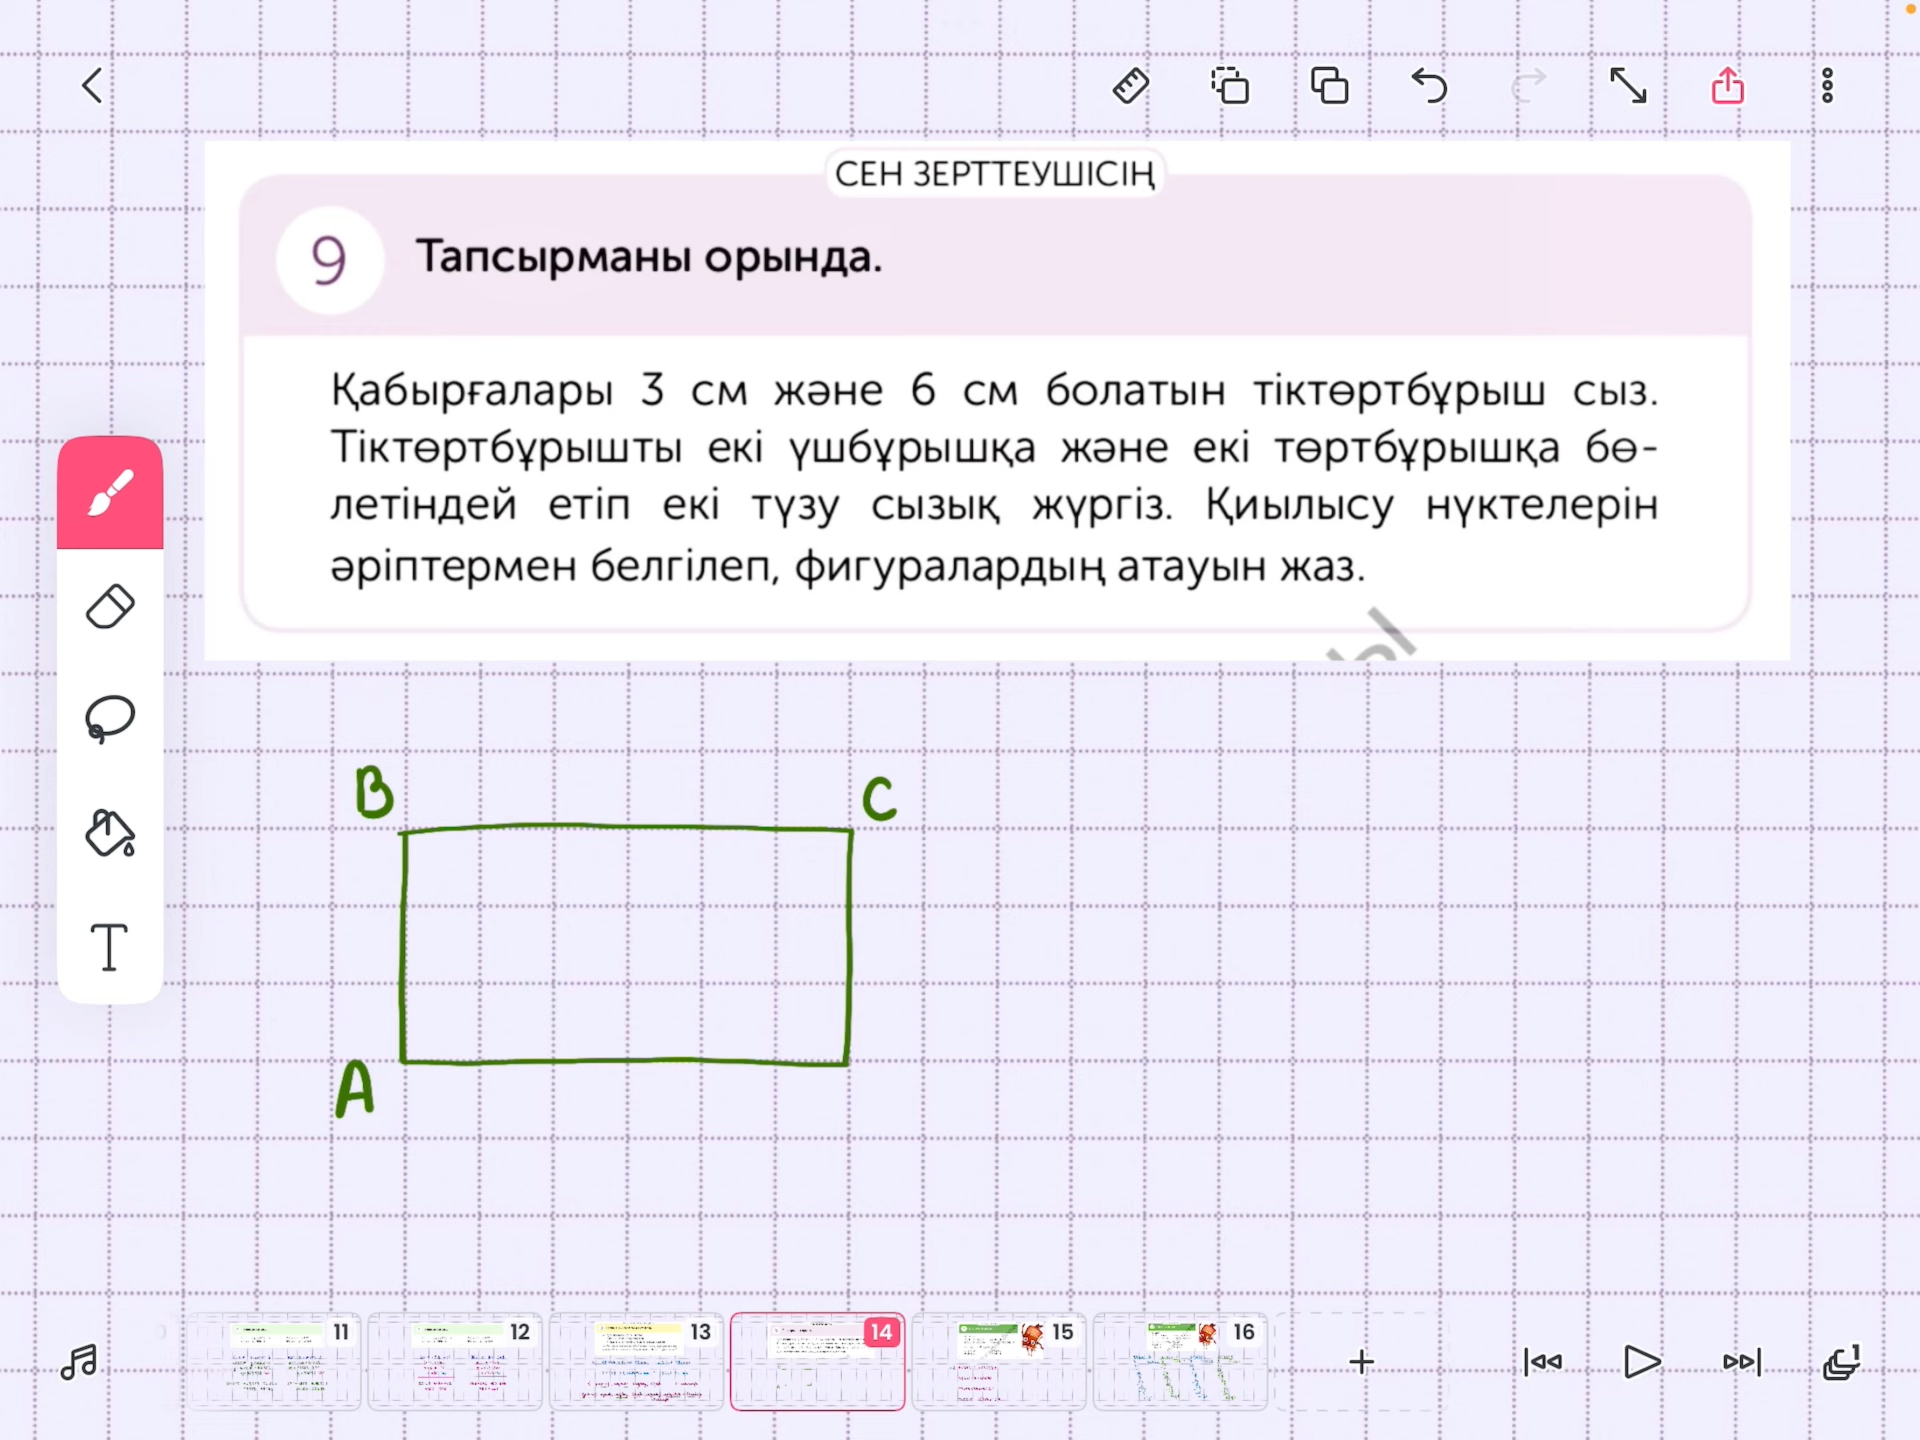 СЕН ЗЕРТТЕУШІСІҢ
9
Тапсырманы орында.
Қабырғалары 3 см және 6 см болатын тіктөртбұрыш сыз.
Тіктөртбұрышты екі үшбұрышқа және екі төртбұрышқа бө-
летіндей етіп екі түзу сызық жүргіз. Қиылысу нүктелерін
әріптермен белгілеп, фигуралардың атауын жаз.
B
C
A
T
11
12
13
14
15
16
1